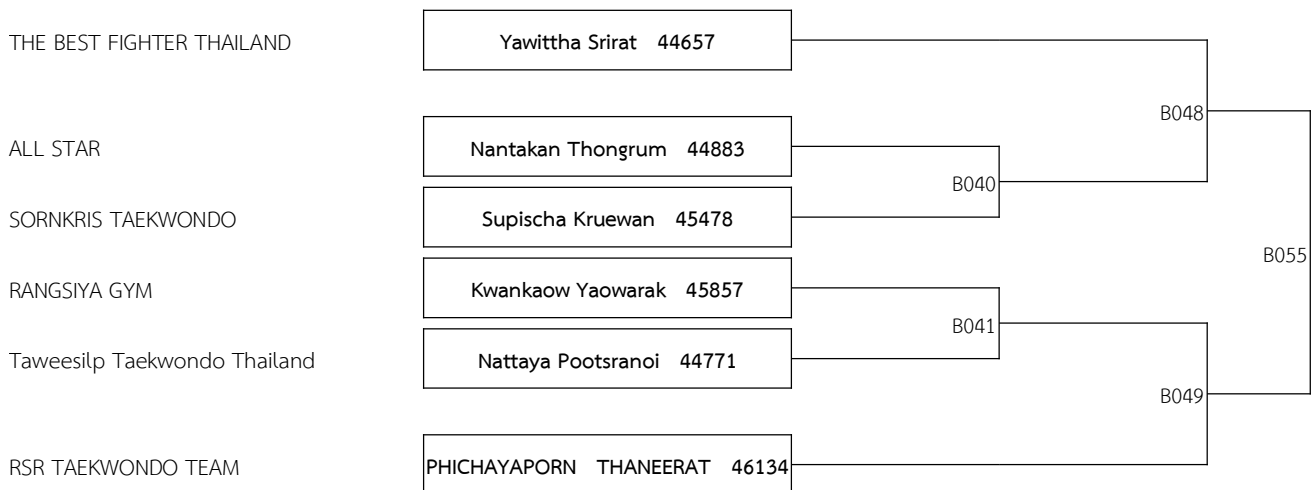 THE BEST FIGHTER THAILAND Yawittha Srirat 44657
B048
ALL STAR Nantakan Thongrum 44883
B040
SORNKRIS TAEKWONDO Supischa Kruewan 45478
B055
RANGSIYA GYM Kwankaow Yaowarak 45857
B041
Taweesilp Taekwondo Thailand Nattaya Pootsranoi 44771
B049
RSR TAEKWONDO TEAM PHICHAYAPORN THANEERAT 46134